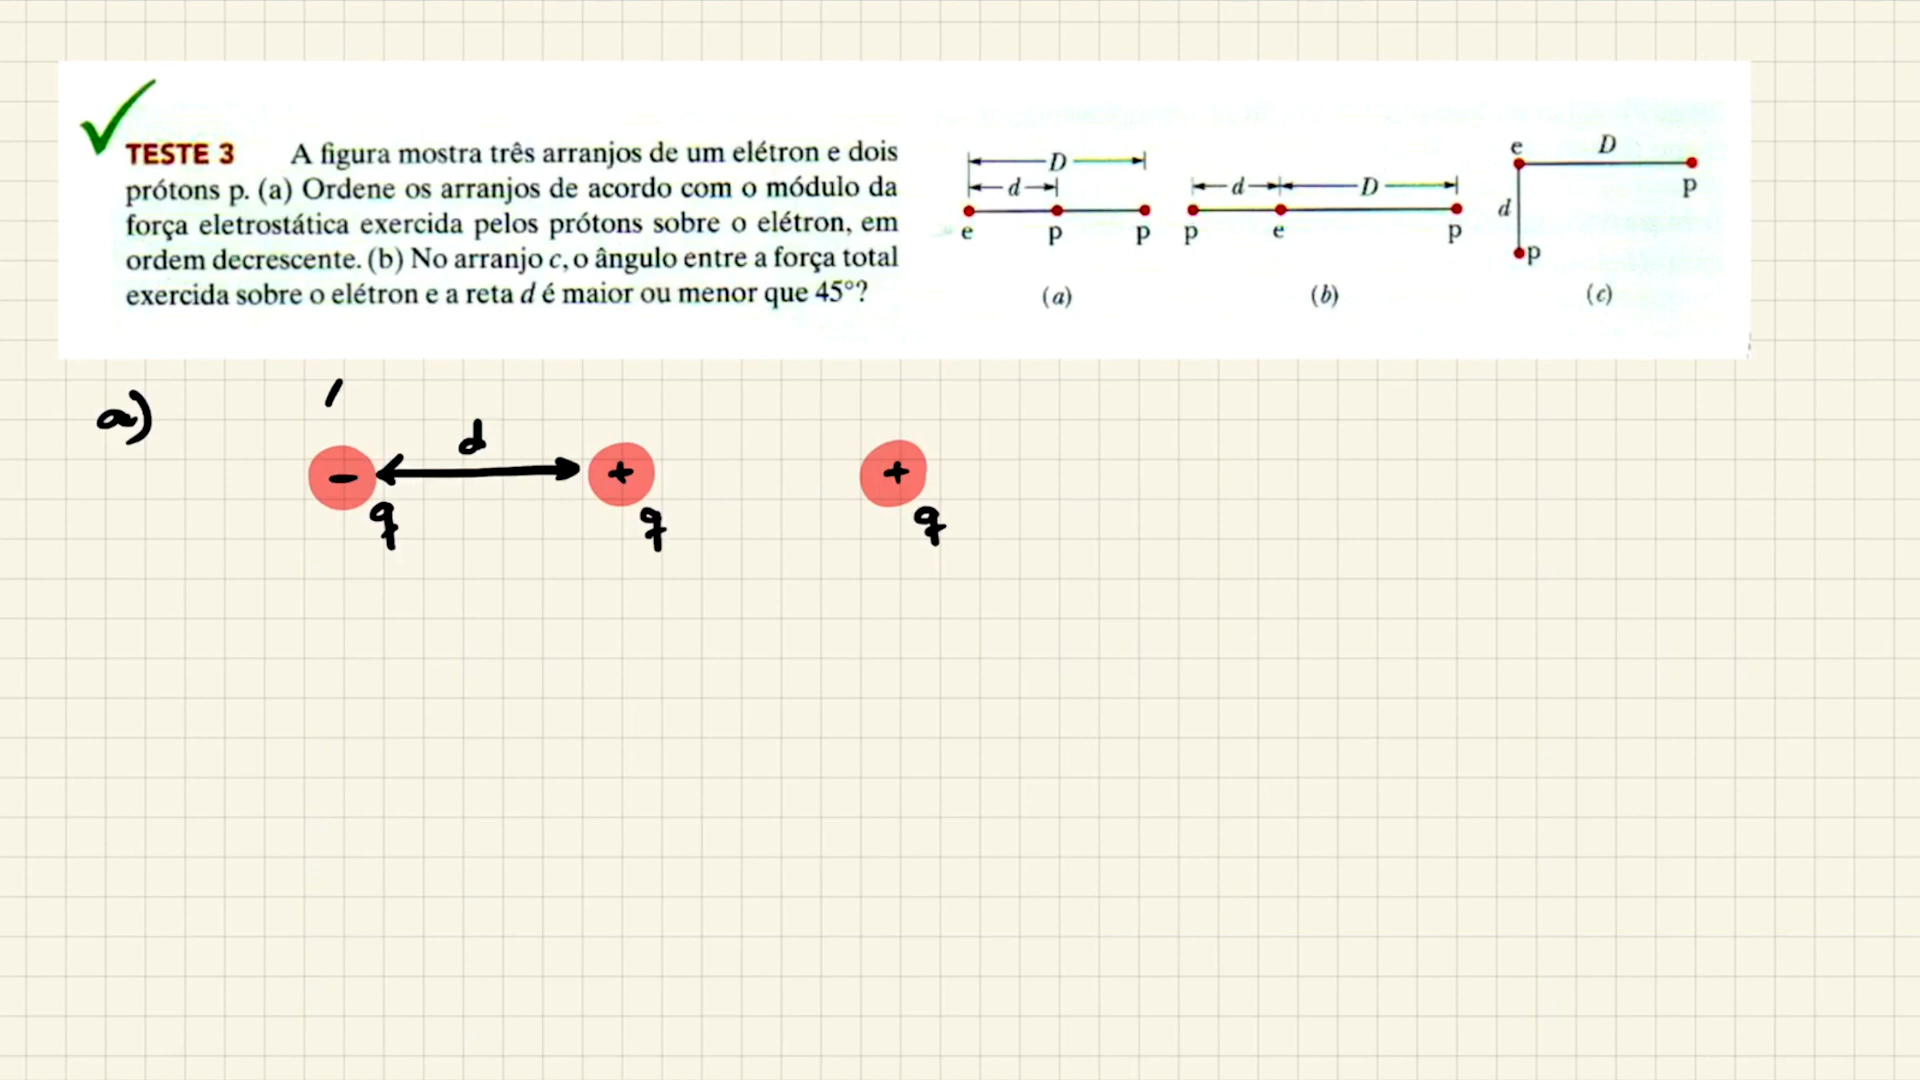 TESTE 3 A figura mostra três arranjos de um elétron e dois
prótons p. (a) Ordene os arranjos de acordo com o módulo da
força eletrostática exercida pelos prótons sobre o elétron, em
ordem decrescente. (b) No arranjo c, o ângulo entre a força total
exercida sobre o elétron e a reta d é maior ou menor que 45°?
D
d
e p p
(a)
d D
p e p
(b)
e D
p
d
p
(c)
a)
d
- + +
q q q